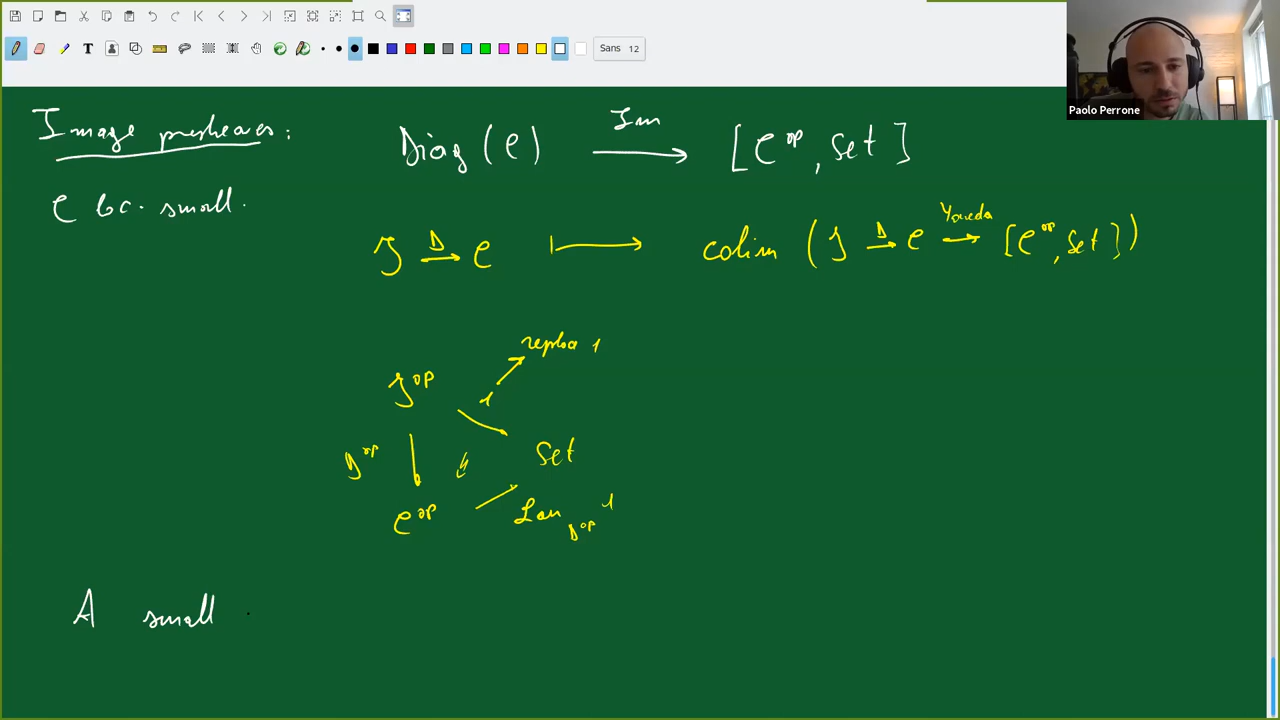 Sans 12
Paolo Perrone
Image presheaves: Diag(C) Im → [C^op, Set]
C loc. small.
J D→ C ↦ colim (J D→ C Yoneda→ [C^op, Set])
replace 1
J^op 1
D^op Set
C^op Lan_{D^op} 1
A small